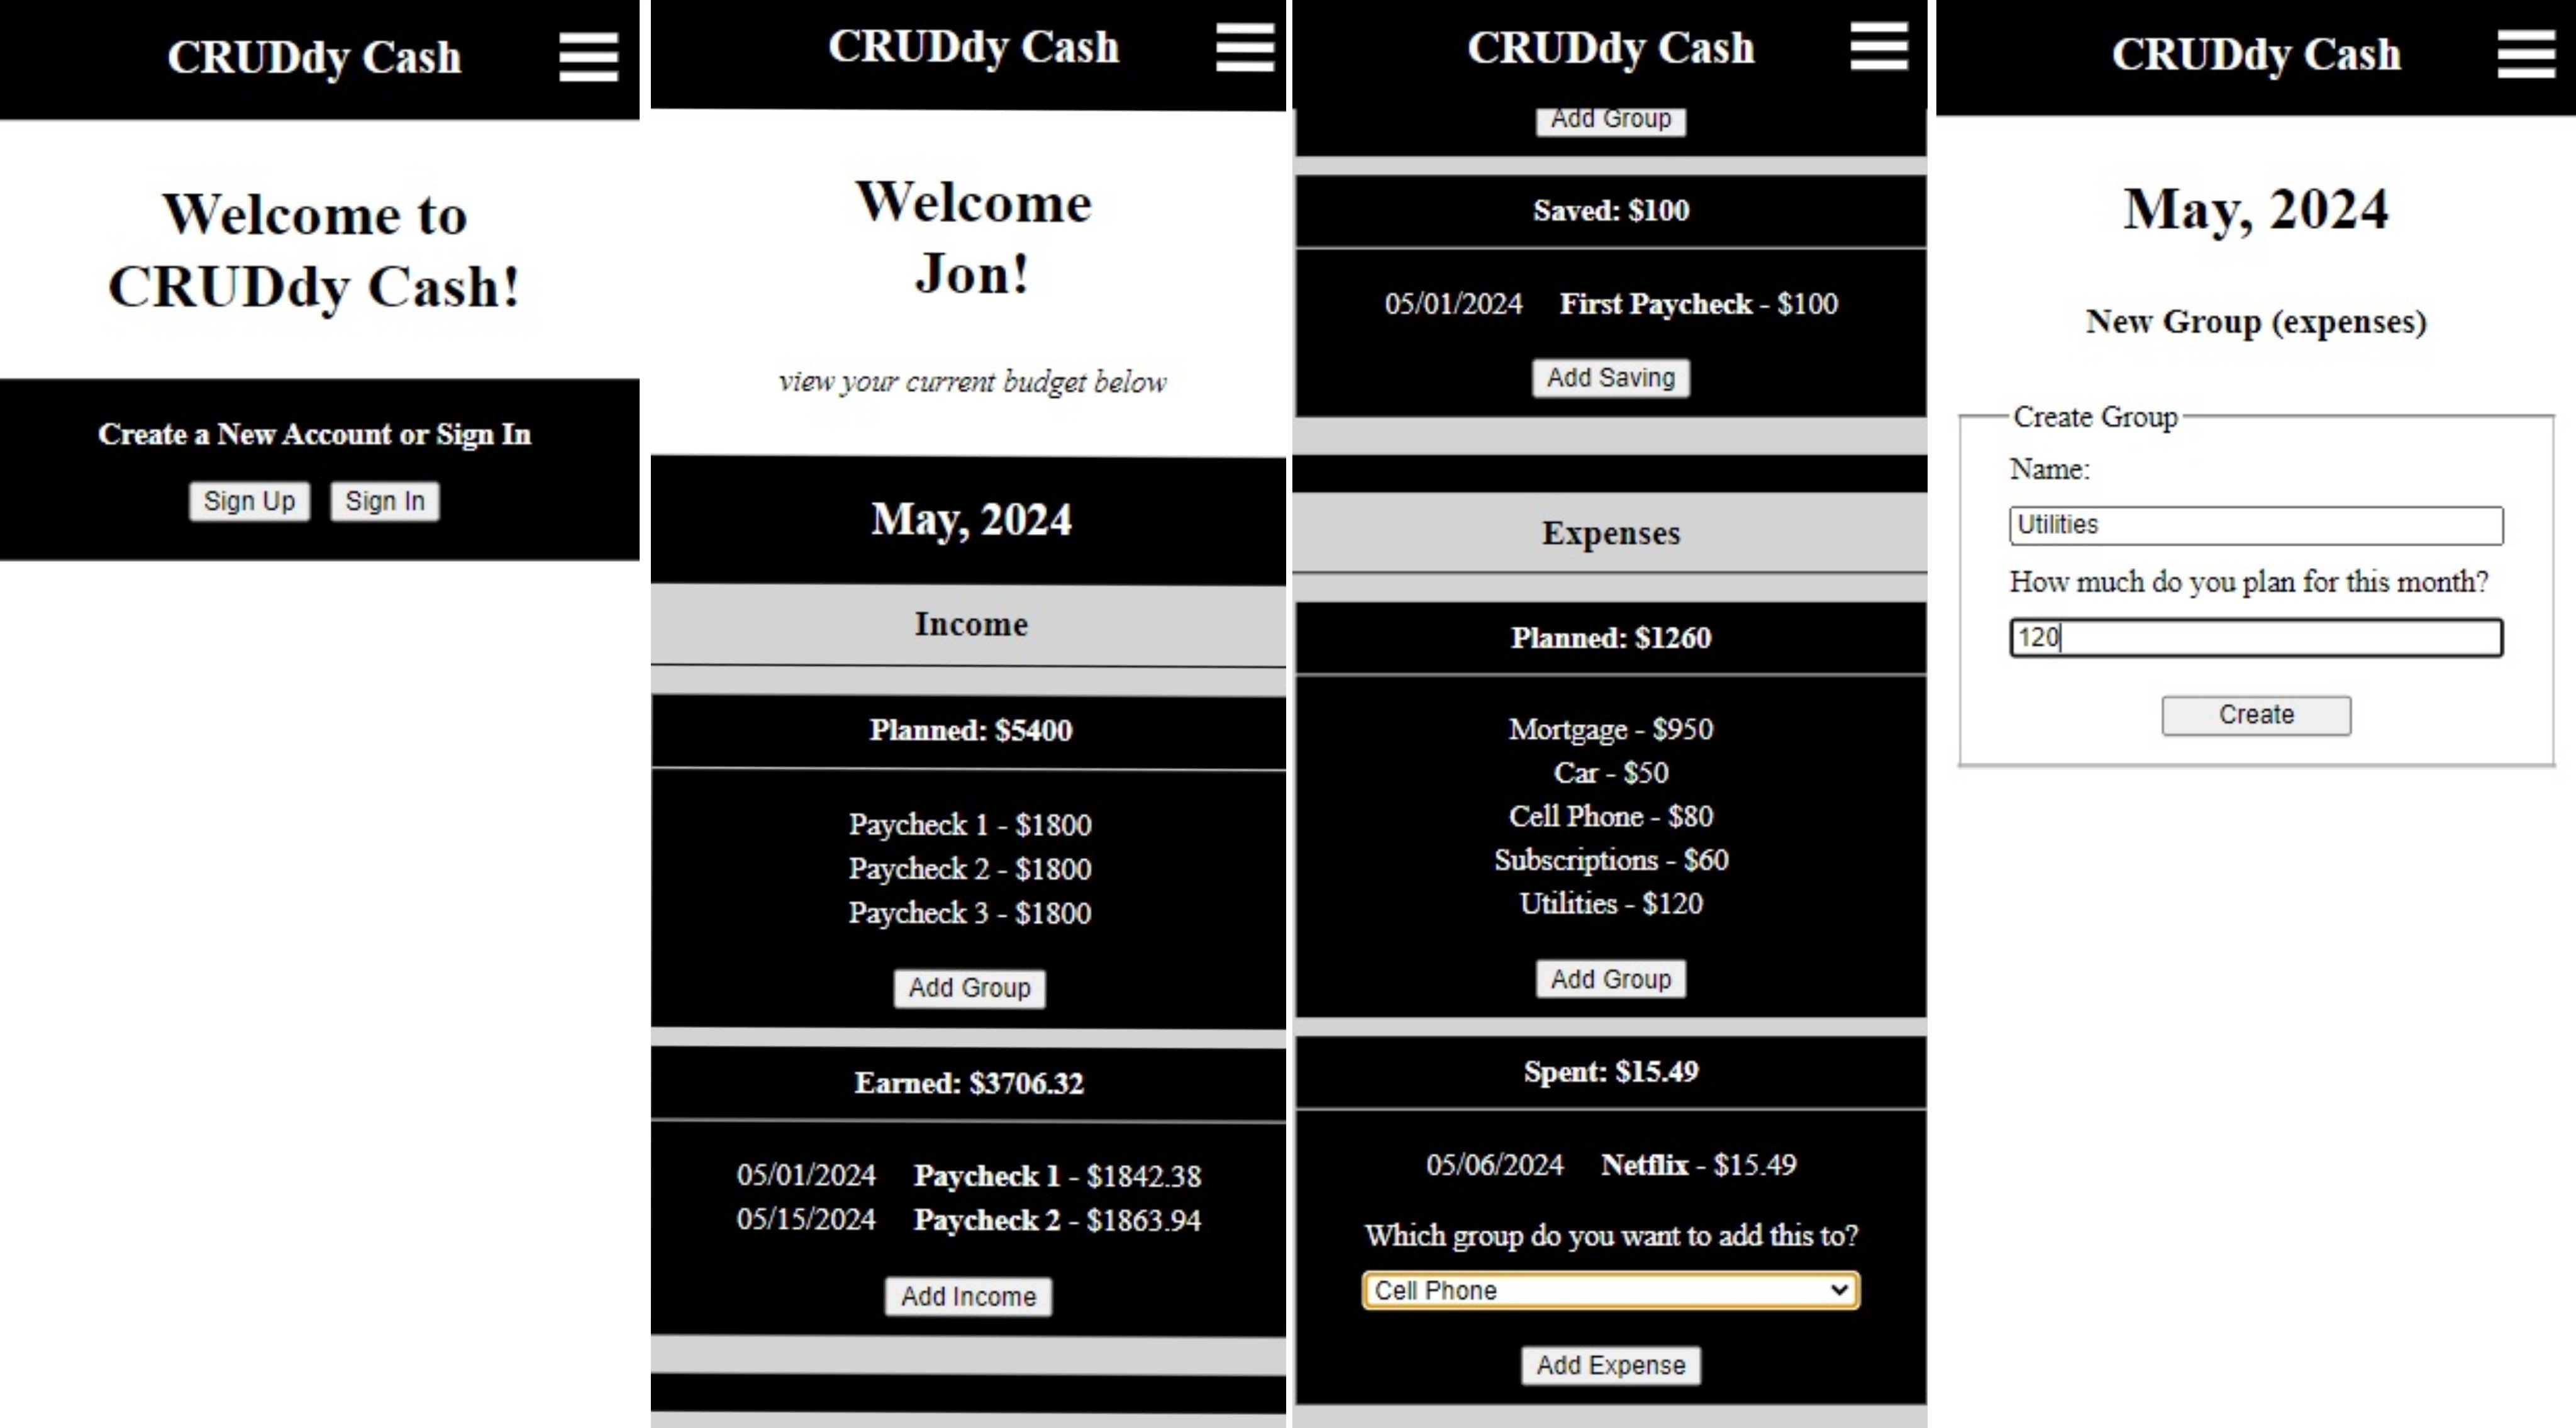 CRUDdy Cash
Welcome to
CRUDdy Cash!
Create a New Account or Sign In
Sign Up Sign In
CRUDdy Cash
Welcome
Jon!
view your current budget below
May, 2024
Income
Planned: $5400
Paycheck 1 - $1800
Paycheck 2 - $1800
Paycheck 3 - $1800
Add Group
Earned: $3706.32
05/01/2024 Paycheck 1 - $1842.38
05/15/2024 Paycheck 2 - $1863.94
Add Income
CRUDdy Cash
Add Group
Saved: $100
05/01/2024 First Paycheck - $100
Add Saving
Expenses
Planned: $1260
Mortgage - $950
Car - $50
Cell Phone - $80
Subscriptions - $60
Utilities - $120
Add Group
Spent: $15.49
05/06/2024 Netflix - $15.49
Which group do you want to add this to?
Cell Phone
Add Expense
CRUDdy Cash
May, 2024
New Group (expenses)
Create Group
Name:
Utilities
How much do you plan for this month?
120
Create